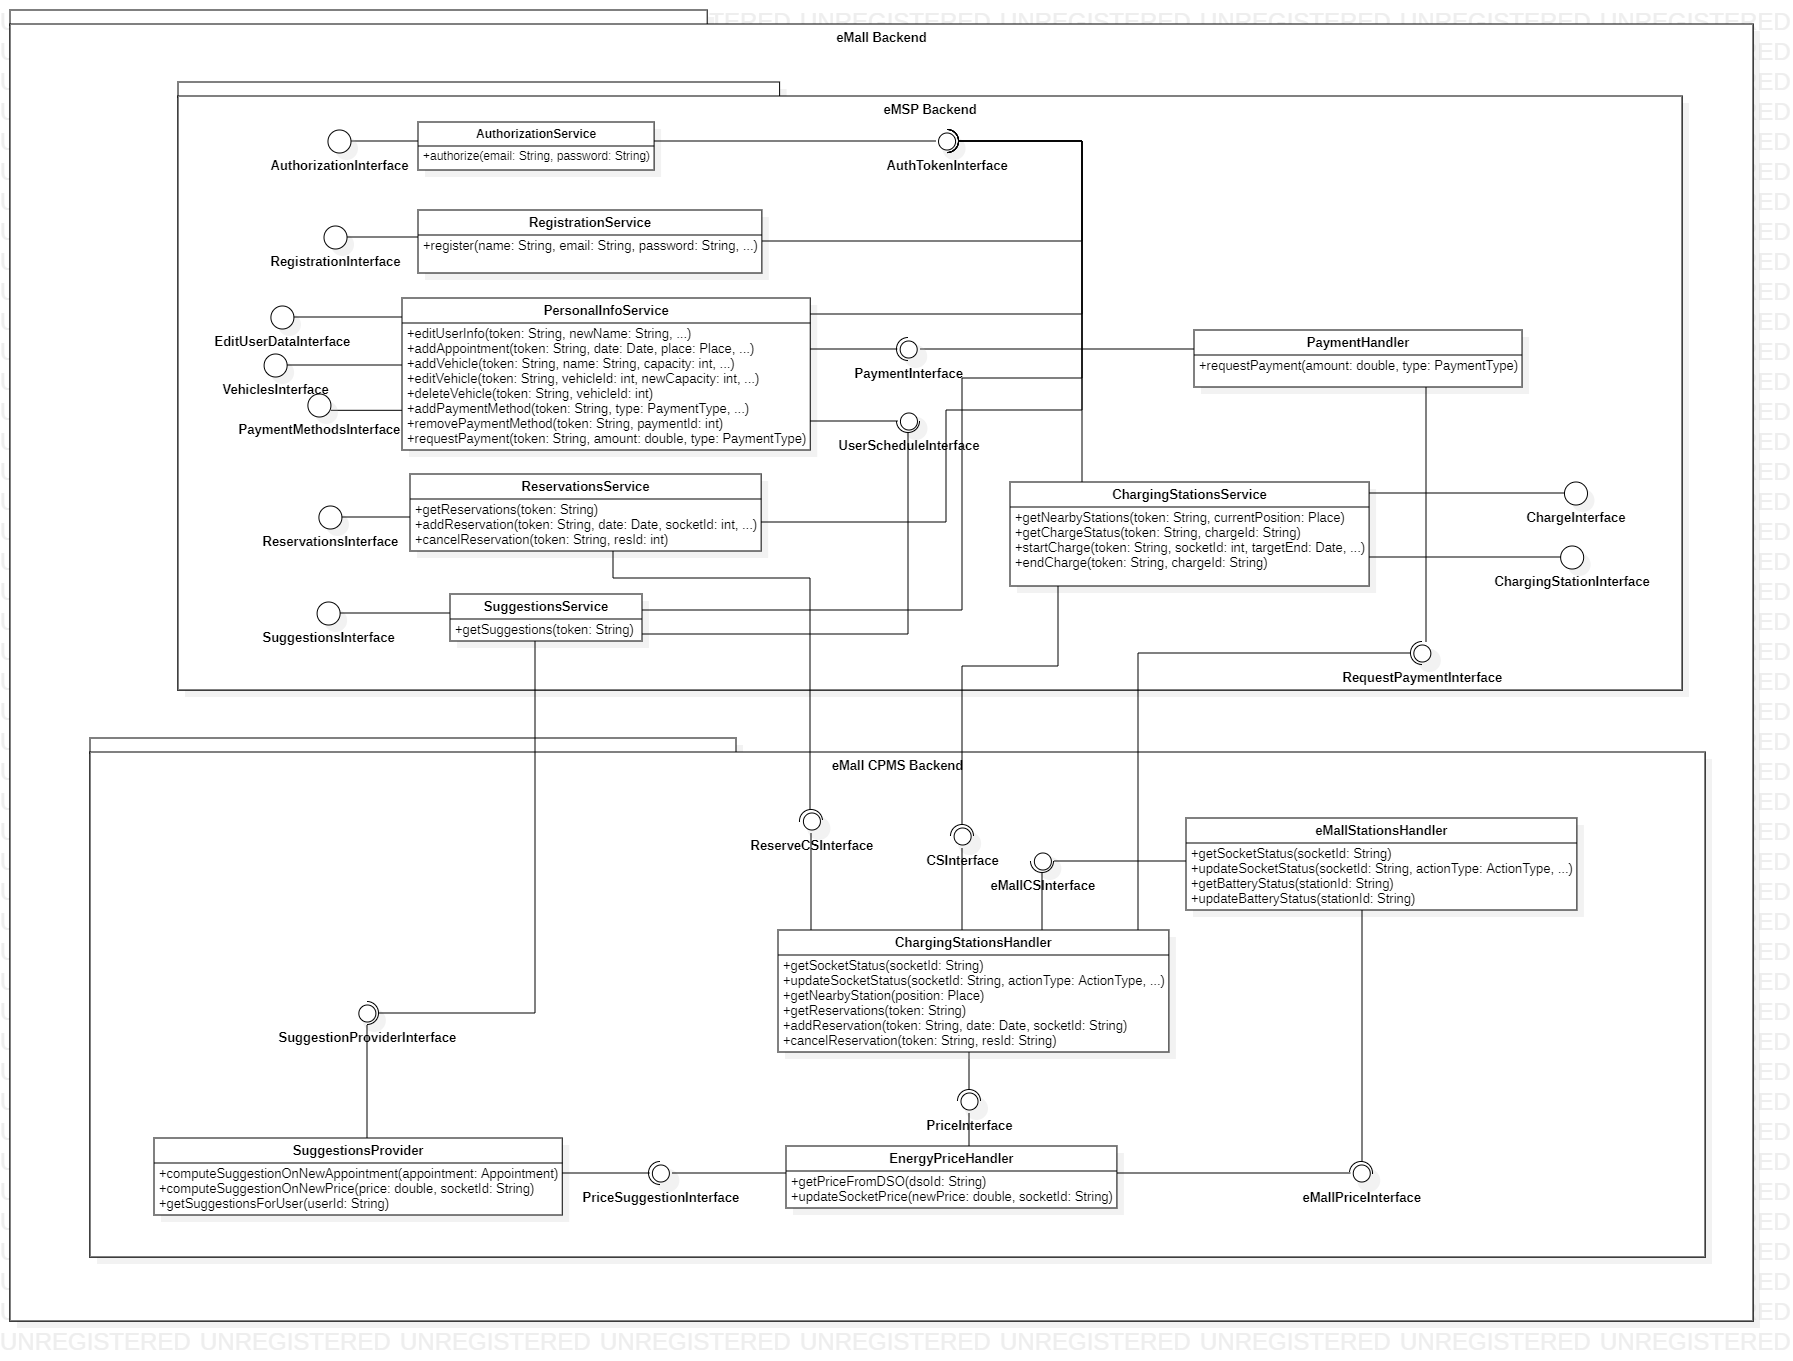 eMall Backend
eMSP Backend
AuthorizationService
+authorize(email: String, password: String)
AuthorizationInterface
AuthTokenInterface
RegistrationService
+register(name: String, email: String, password: String, ...)
RegistrationInterface
PersonalInfoService
+editUserInfo(token: String, newName: String, ...)
+addAppointment(token: String, date: Date, place: Place, ...)
+addVehicle(token: String, name: String, capacity: int, ...)
+editVehicle(token: String, vehicleId: int, newCapacity: int, ...)
+deleteVehicle(token: String, vehicleId: int)
+addPaymentMethod(token: String, type: PaymentType, ...)
+removePaymentMethod(token: String, paymentId: int)
+requestPayment(token: String, amount: double, type: PaymentType)
EditUserDataInterface
VehiclesInterface
PaymentMethodsInterface
PaymentInterface
UserScheduleInterface
PaymentHandler
+requestPayment(amount: double, type: PaymentType)
ReservationsService
+getReservations(token: String)
+addReservation(token: String, date: Date, socketId: int, ...)
+cancelReservation(token: String, resId: int)
ReservationsInterface
ChargingStationsService
+getNearbyStations(token: String, currentPosition: Place)
+getChargeStatus(token: String, chargeId: String)
+startCharge(token: String, socketId: int, targetEnd: Date, ...)
+endCharge(token: String, chargeId: String)
ChargeInterface
ChargingStationInterface
SuggestionsService
+getSuggestions(token: String)
SuggestionsInterface
RequestPaymentInterface
eMall CPMS Backend
ReserveCSInterface
CSInterface
eMallCSInterface
eMallStationsHandler
+getSocketStatus(socketId: String)
+updateSocketStatus(socketId: String, actionType: ActionType, ...)
+getBatteryStatus(stationId: String)
+updateBatteryStatus(stationId: String)
ChargingStationsHandler
+getSocketStatus(socketId: String)
+updateSocketStatus(socketId: String, actionType: ActionType, ...)
+getNearbyStation(position: Place)
+getReservations(token: String)
+addReservation(token: String, date: Date, socketId: String)
+cancelReservation(token: String, resId: String)
SuggestionProviderInterface
PriceInterface
SuggestionsProvider
+computeSuggestionOnNewAppointment(appointment: Appointment)
+computeSuggestionOnNewPrice(price: double, socketId: String)
+getSuggestionsForUser(userId: String)
PriceSuggestionInterface
EnergyPriceHandler
+getPriceFromDSO(dsoId: String)
+updateSocketPrice(newPrice: double, socketId: String)
eMallPriceInterface
UNREGISTERED UNREGISTERED UNREGISTERED UNREGISTERED UNREGISTERED UNREGISTERED UNREGISTERED UNREGISTERED UNREGISTERED